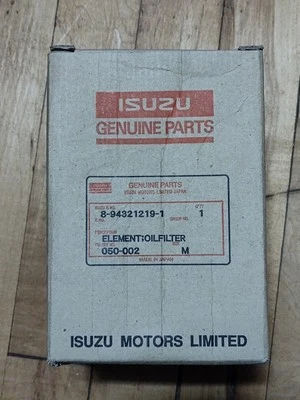 ISUZU
GENUINE PARTS
GENUINE PARTS
ISUZU MOTORS LIMITED JAPAN
8-94321219-1 1
ELEMENT:OILFILTER
050-002 M
MADE IN JAPAN
ISUZU MOTORS LIMITED